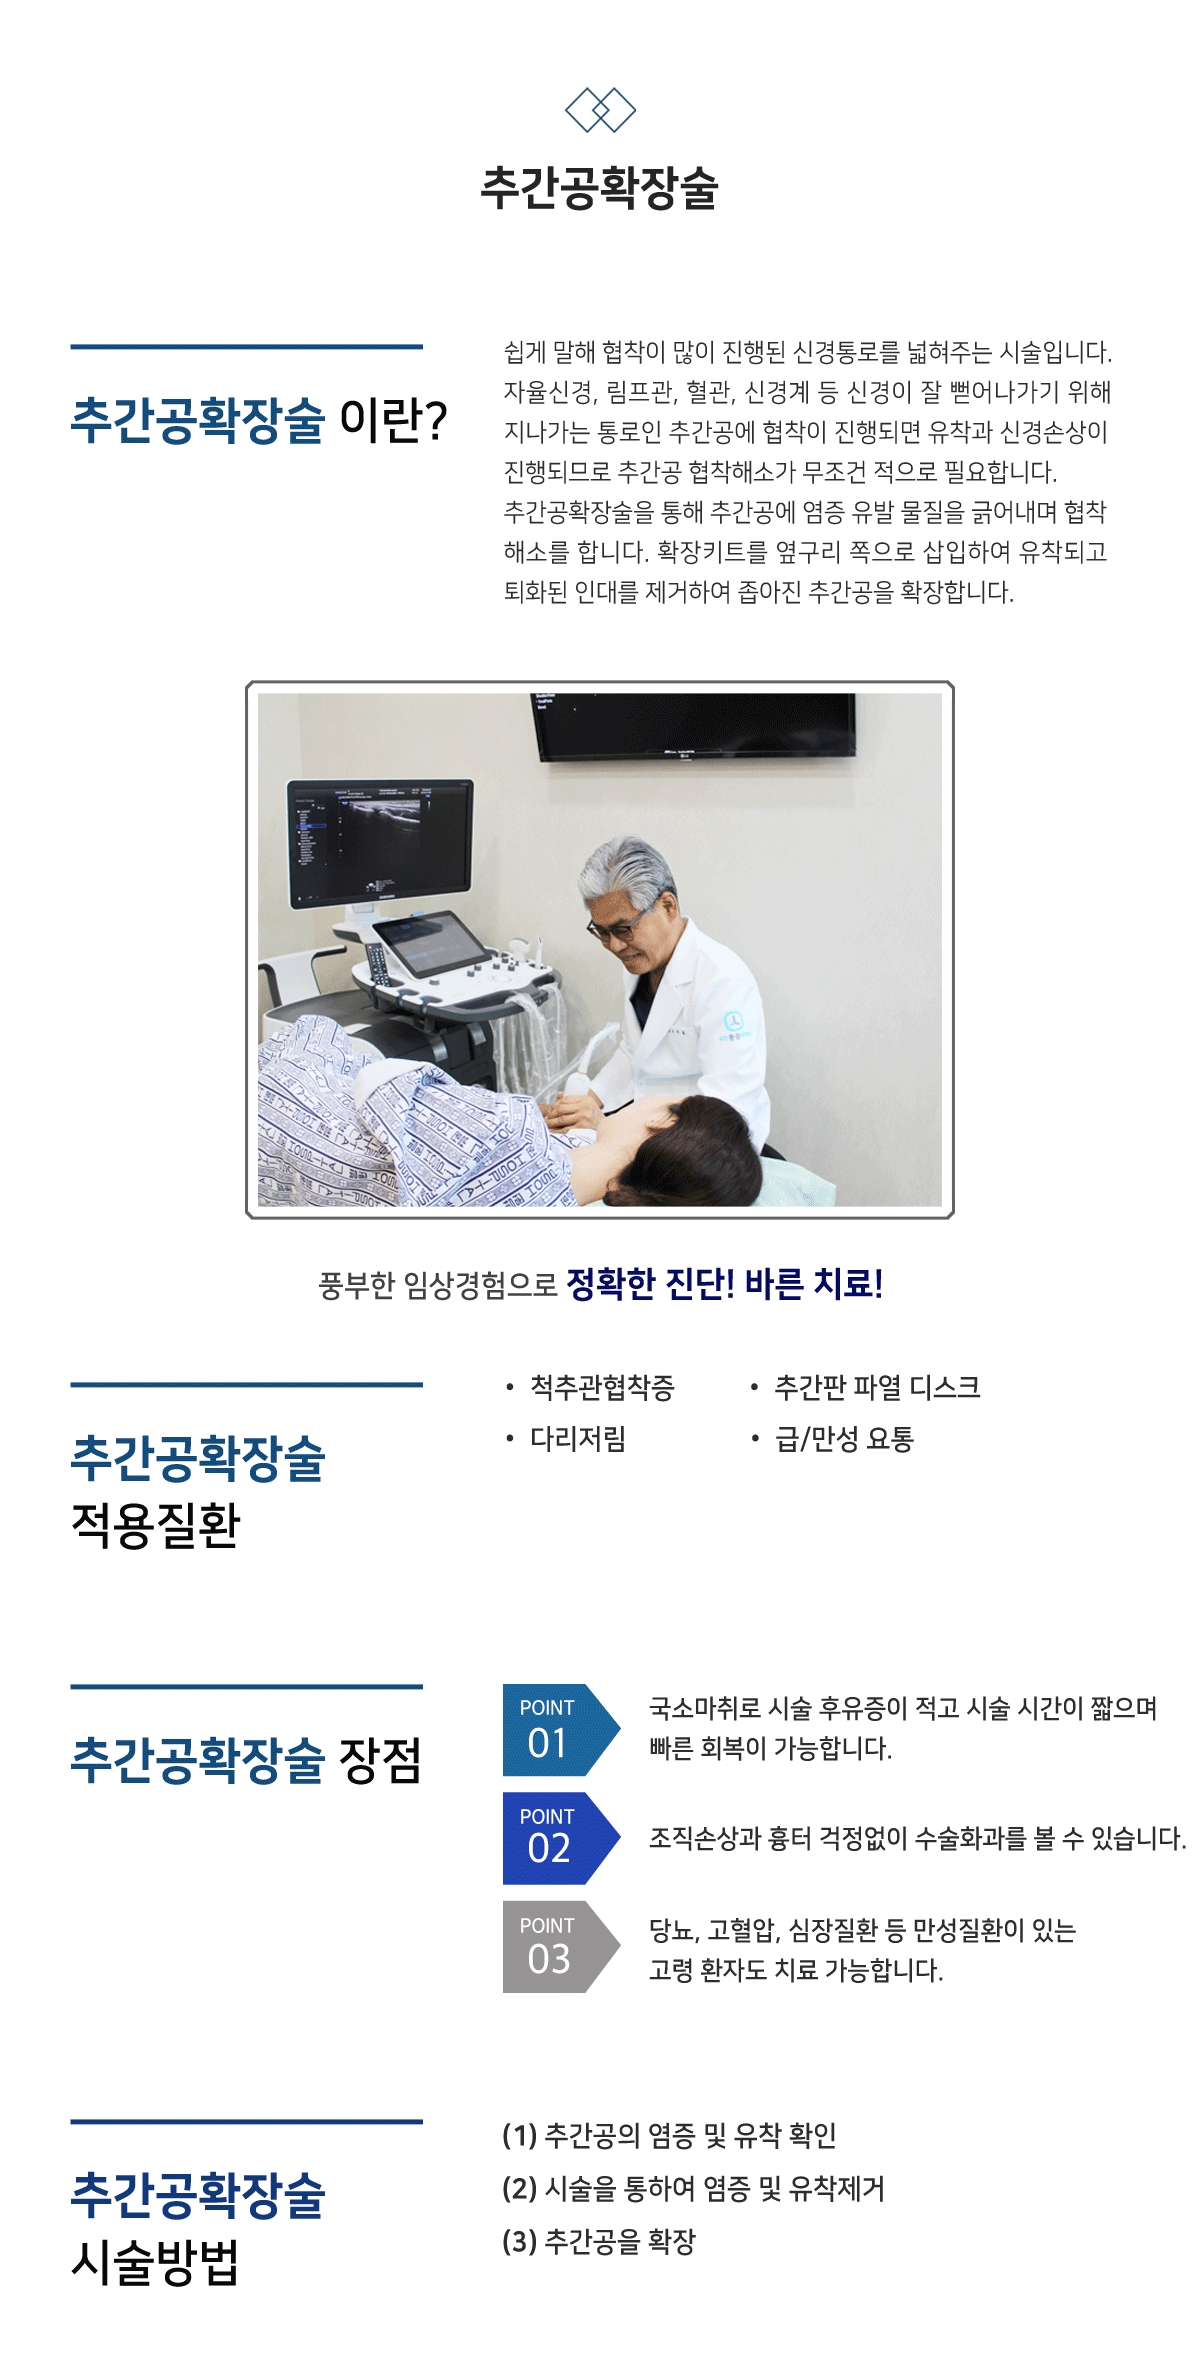 추간공확장술
추간공확장술 이란?
쉽게 말해 협착이 많이 진행된 신경통로를 넓혀주는 시술입니다.
자율신경, 림프관, 혈관, 신경계 등 신경이 잘 뻗어나가기 위해
지나가는 통로인 추간공에 협착이 진행되면 유착과 신경손상이
진행되므로 추간공 협착해소가 무조건 적으로 필요합니다.
추간공확장술을 통해 추간공에 염증 유발 물질을 긁어내며 협착
해소를 합니다. 확장키트를 옆구리 쪽으로 삽입하여 유착되고
퇴화된 인대를 제거하여 좁아진 추간공을 확장합니다.
풍부한 임상경험으로 정확한 진단! 바른 치료!
추간공확장술
적용질환
• 척추관협착증
• 추간판 파열 디스크
• 다리저림
• 급/만성 요통
추간공확장술 장점
POINT
01
국소마취로 시술 후유증이 적고 시술 시간이 짧으며
빠른 회복이 가능합니다.
POINT
02
조직손상과 흉터 걱정없이 수술화과를 볼 수 있습니다.
POINT
03
당뇨, 고혈압, 심장질환 등 만성질환이 있는
고령 환자도 치료 가능합니다.
추간공확장술
시술방법
(1) 추간공의 염증 및 유착 확인
(2) 시술을 통하여 염증 및 유착제거
(3) 추간공을 확장